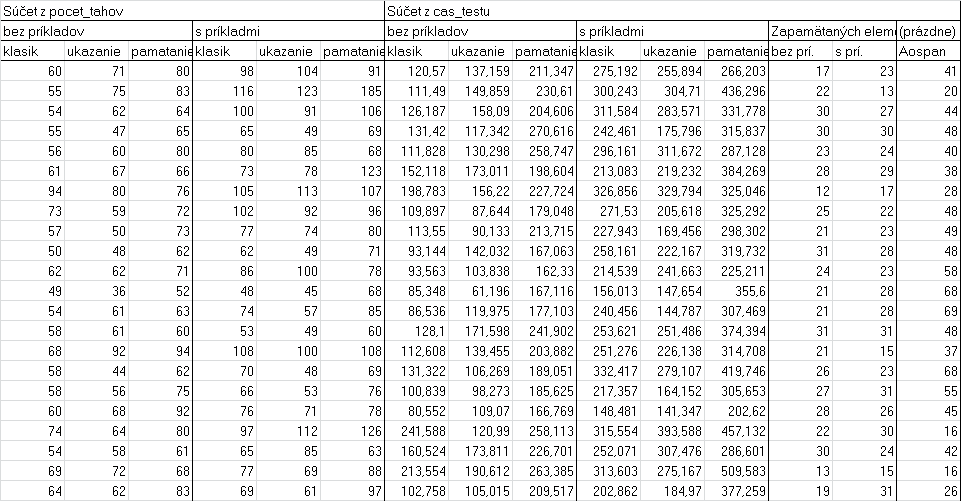 Súčet z pocet_tahov Súčet z cas_testu
bez príkladov s príkladmi bez príkladov s príkladmi Zapamätaných eleme (prázdne)
klasik ukazanie pamatanie klasik ukazanie pamatanie klasik ukazanie pamatanie klasik ukazanie pamatanie bez prí. s prí. Aospan
60 71 80 98 104 91 120,57 137,159 211,347 275,192 255,894 266,203 17 23 41
55 75 83 116 123 185 111,49 149,859 230,61 300,243 304,71 436,296 22 13 20
54 62 64 100 91 106 126,187 158,09 204,606 311,584 283,571 331,778 30 27 44
55 47 65 65 49 69 131,42 117,342 270,616 242,461 175,796 315,837 30 30 48
56 60 80 80 85 68 111,828 130,298 258,747 296,161 311,672 287,128 23 24 40
61 67 66 73 78 123 152,118 173,011 198,604 213,083 219,232 384,269 28 29 38
94 80 76 105 113 107 198,783 156,22 227,724 326,856 329,794 325,046 12 17 28
73 59 72 102 92 96 109,897 87,644 179,048 271,53 205,618 325,292 25 22 48
57 50 73 77 74 80 113,55 90,133 213,715 227,943 169,456 298,302 21 23 49
50 48 62 62 49 71 93,144 142,032 167,063 258,161 222,167 319,732 31 28 48
62 62 71 86 100 78 93,563 103,838 162,33 214,539 241,663 225,211 24 23 58
49 36 52 48 45 68 85,348 61,196 167,116 156,013 147,654 355,6 21 28 68
54 61 63 74 57 85 86,536 119,975 177,103 240,456 144,787 307,469 21 28 69
58 61 60 53 49 60 128,1 171,598 241,902 253,621 251,486 374,394 31 31 48
68 92 94 108 100 108 112,608 139,455 203,882 251,276 226,138 314,708 21 15 37
58 44 62 70 48 69 131,322 106,269 189,051 332,417 279,107 419,746 26 23 68
58 56 75 66 53 76 100,839 98,273 185,625 217,357 164,152 305,653 27 31 55
60 68 92 76 71 78 80,552 109,07 166,769 148,481 141,347 202,62 28 26 45
74 64 80 97 112 126 241,588 120,99 258,113 315,554 393,588 457,132 22 30 16
54 58 61 65 85 63 160,524 173,811 226,701 252,071 307,476 286,601 30 24 42
69 72 68 77 69 88 213,554 190,612 263,385 313,603 275,167 509,583 13 15 16
64 62 83 69 61 97 102,758 105,015 209,517 202,862 184,97 377,259 19 31 26